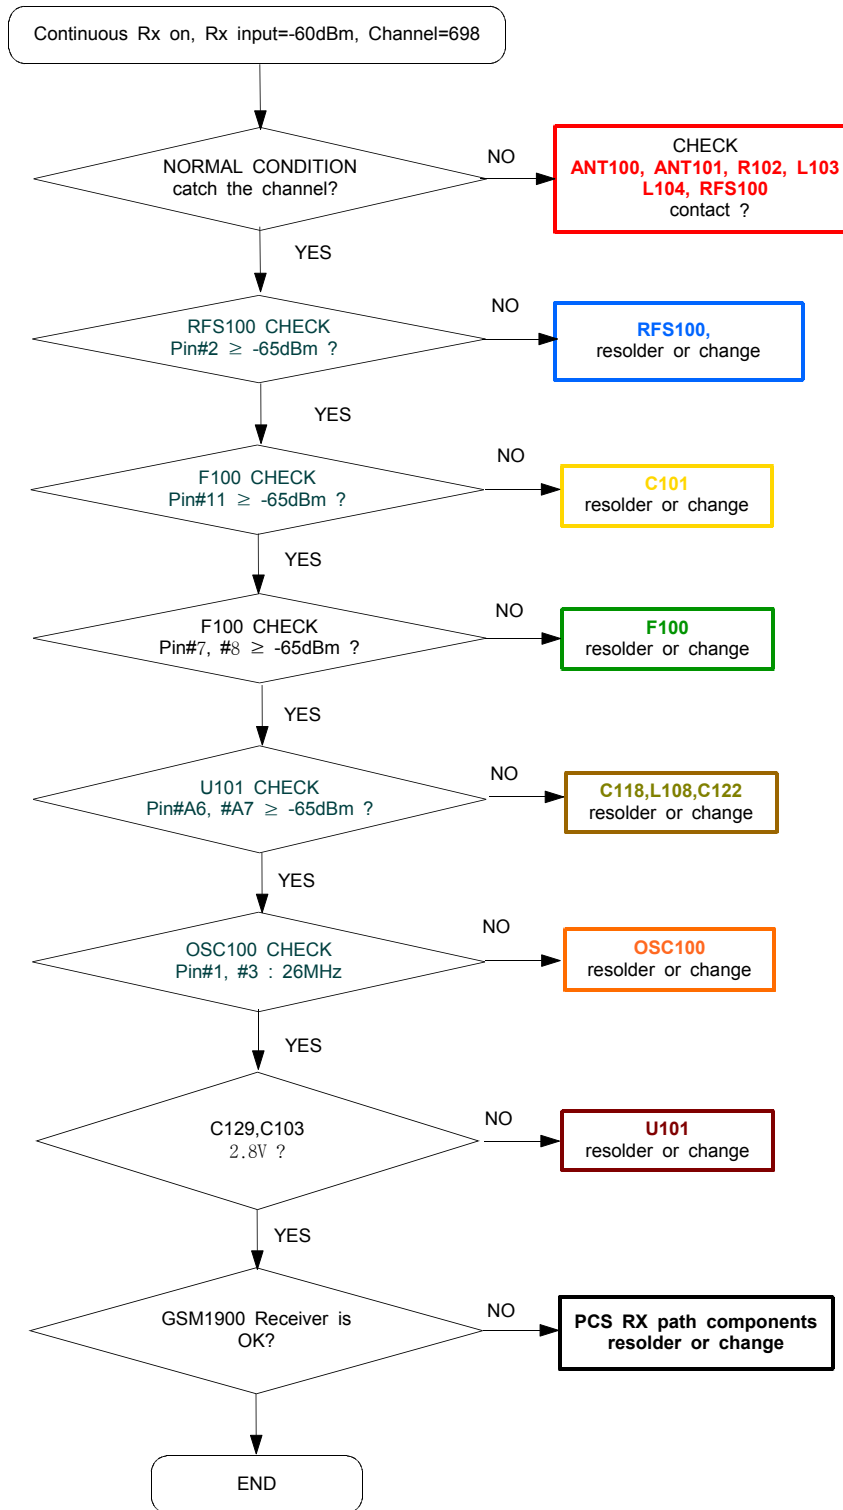 Continuous Rx on, Rx input=-60dBm, Channel=698
NORMAL CONDITION
catch the channel?
NO
CHECK
ANT100, ANT101, R102, L103
L104, RFS100
contact ?
YES
RFS100 CHECK
Pin#2 ≥ -65dBm ?
NO
RFS100,
resolder or change
YES
F100 CHECK
Pin#11 ≥ -65dBm ?
NO
C101
resolder or change
YES
F100 CHECK
Pin#7, #8 ≥ -65dBm ?
NO
F100
resolder or change
YES
U101 CHECK
Pin#A6, #A7 ≥ -65dBm ?
NO
C118,L108,C122
resolder or change
YES
OSC100 CHECK
Pin#1, #3 : 26MHz
NO
OSC100
resolder or change
YES
C129,C103
2.8V ?
NO
U101
resolder or change
YES
GSM1900 Receiver is
OK?
NO
PCS RX path components
resolder or change
END